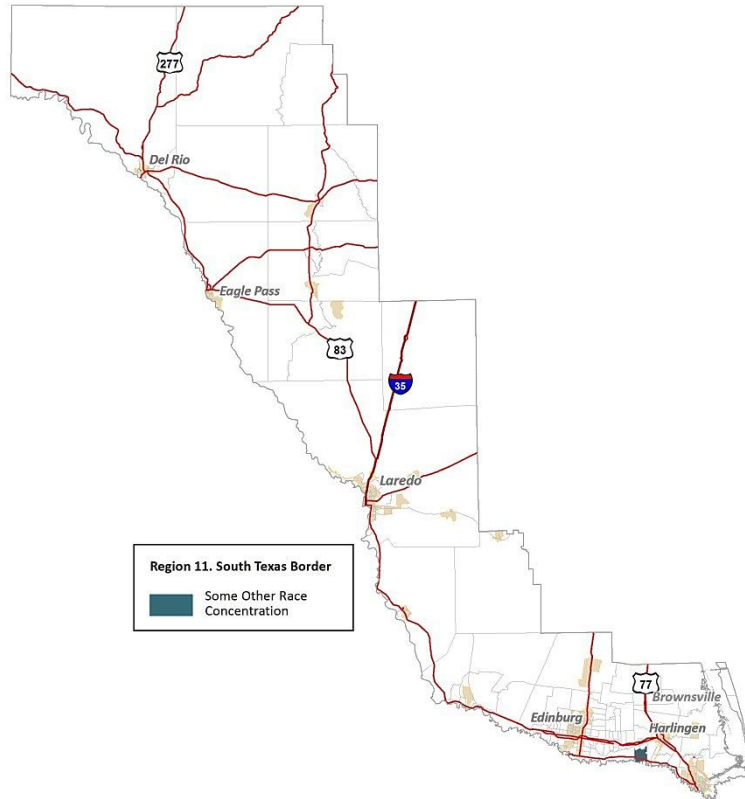 277
Del Rio
Eagle Pass
83
35
Laredo
Region 11. South Texas Border
Some Other Race
Concentration
77
Brownsville
Edinburg
Harlingen